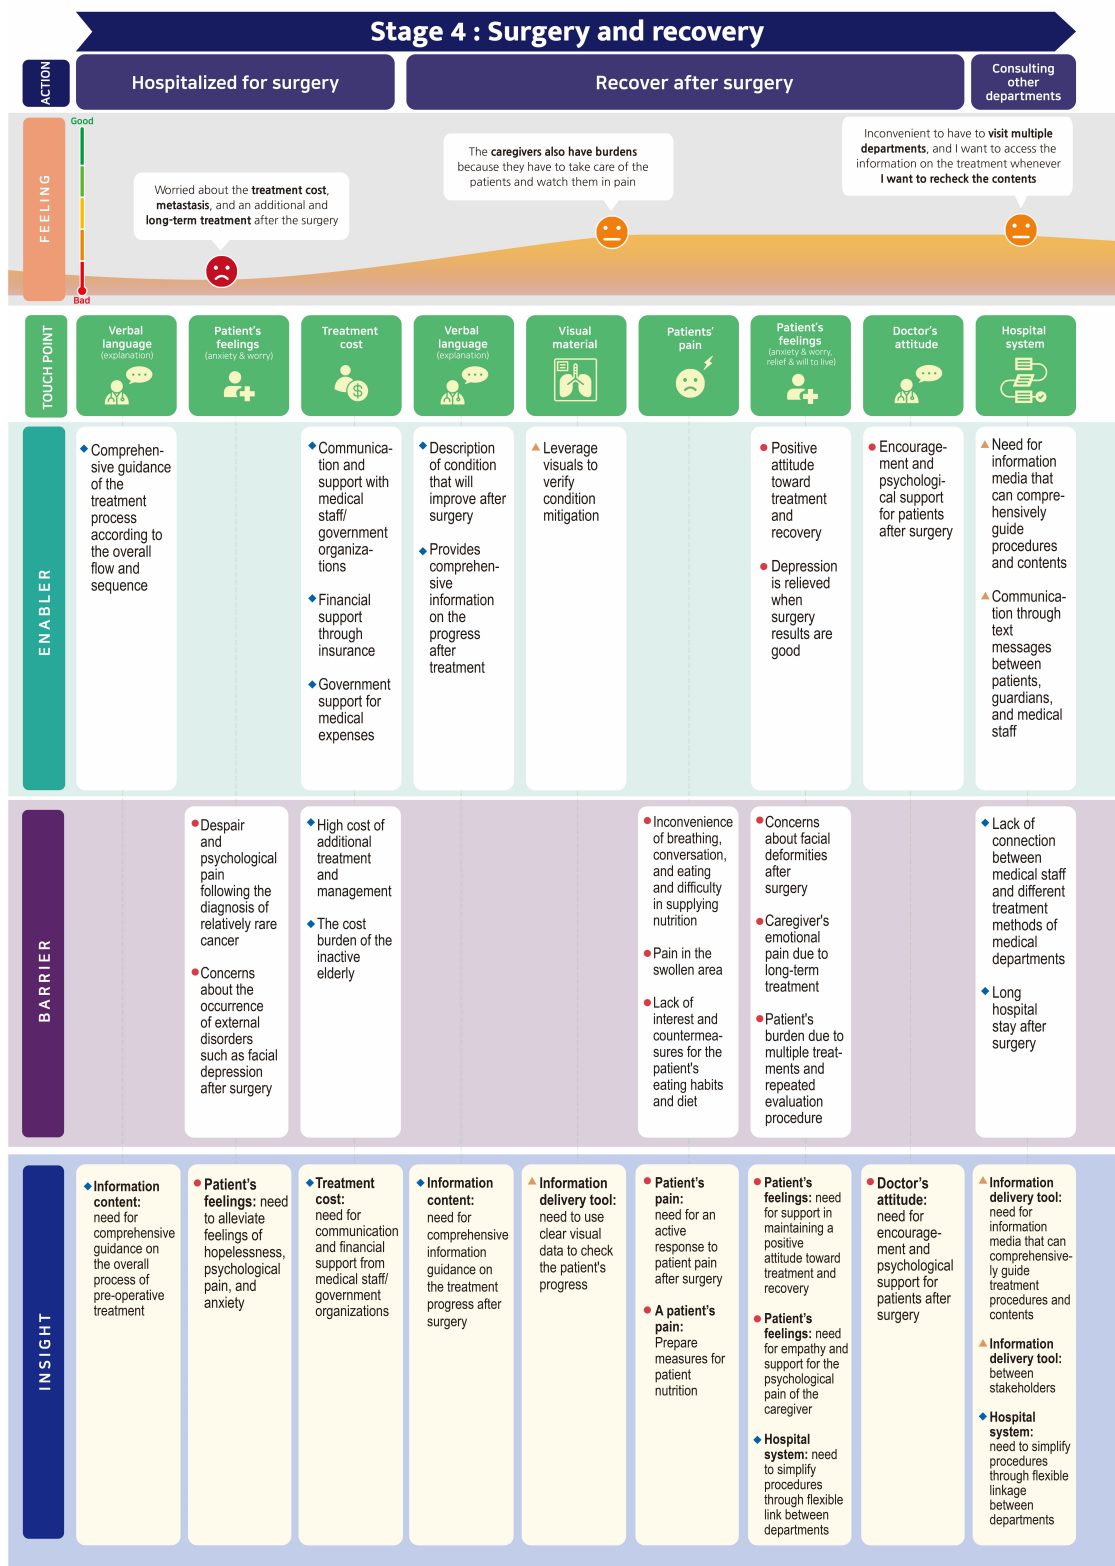 Stage 4 : Surgery and recovery
ACTION
Hospitalized for surgery
Recover after surgery
Consulting
other
departments
FEELING
Good
Bad
Worried about the treatment cost,
metastasis, and an additional and
long-term treatment after the surgery
The caregivers also have burdens
because they have to take care of the
patients and watch them in pain
Inconvenient to have to visit multiple
departments, and I want to access the
information on the treatment whenever
I want to recheck the contents
TOUCH POINT
Verbal
language
(explanation)
Patient's
feelings
(anxiety & worry)
Treatment
cost
$
Verbal
language
(explanation)
Visual
material
Patients'
pain
Patient's
feelings
(anxiety & worry,
relief & will to live)
Doctor's
attitude
Hospital
system
ENABLER
Comprehen-
sive guidance
of the
treatment
process
according to
the overall
flow and
sequence
Communica-
tion and
support with
medical
staff/
government
organiza-
tions
Financial
support
through
insurance
Government
support for
medical
expenses
Description
of condition
that will
improve after
surgery
Provides
comprehen-
sive
information
on the
progress
after
treatment
Leverage
visuals to
verify
condition
mitigation
Positive
attitude
toward
treatment
and
recovery
Depression
is relieved
when
surgery
results are
good
Encourage-
ment and
psychologi-
cal support
for patients
after surgery
Need for
information
media that
can compre-
hensively
guide
procedures
and contents
Communica-
tion through
text
messages
between
patients,
guardians,
and medical
staff
BARRIER
Despair
and
psychological
pain
following the
diagnosis of
relatively rare
cancer
Concerns
about the
occurrence
of external
disorders
such as facial
depression
after surgery
High cost of
additional
treatment
and
management
The cost
burden of the
inactive
elderly
Inconvenience
of breathing,
conversation,
and eating
and difficulty
in supplying
nutrition
Pain in the
swollen area
Lack of
interest and
countermea-
sures for the
patient's
eating habits
and diet
Concerns
about facial
deformities
after
surgery
Caregiver's
emotional
pain due to
long-term
treatment
Patient's
burden due to
multiple treat-
ments and
repeated
evaluation
procedure
Lack of
connection
between
medical staff
and different
treatment
methods of
medical
departments
Long
hospital
stay after
surgery
INSIGHT
Information
content:
need for
comprehensive
guidance on
the overall
process of
pre-operative
treatment
Patient's
feelings: need
to alleviate
feelings of
hopelessness,
psychological
pain, and
anxiety
Treatment
cost:
need for
communication
and financial
support from
medical staff/
government
organizations
Information
content:
need for
comprehensive
information
guidance on
the treatment
progress after
surgery
Information
delivery tool:
need to use
clear visual
data to check
the patient's
progress
Patient's
pain:
need for an
active
response to
patient pain
after surgery
A patient's
pain:
Prepare
measures for
patient
nutrition
Patient's
feelings: need
for support in
maintaining a
positive
attitude toward
treatment and
recovery
Patient's
feelings: need
for empathy and
support for the
psychological
pain of the
caregiver
Hospital
system: need
to simplify
procedures
through flexible
link between
departments
Doctor's
attitude:
need for
encourage-
ment and
psychological
support for
patients after
surgery
Information
delivery tool:
need for
information
media that can
comprehensive-
ly guide
treatment
procedures and
contents
Information
delivery tool:
between
stakeholders
Hospital
system:
need to simplify
procedures
through flexible
linkage
between
departments